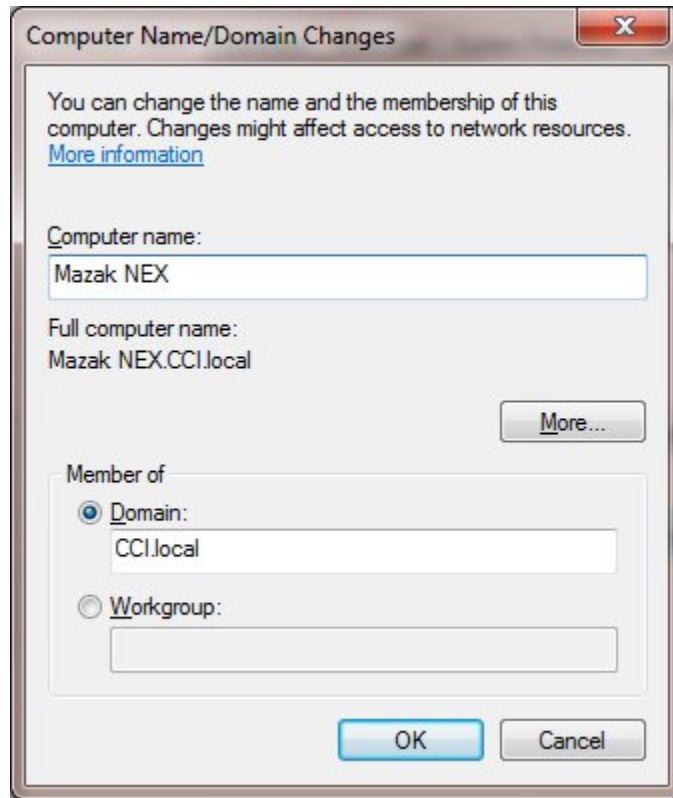 Computer Name/Domain Changes
You can change the name and the membership of this
computer. Changes might affect access to network resources.
More information
Computer name:
Mazak NEX
Full computer name:
Mazak NEX.CCI.local
More...
Member of
Domain:
CCI.local
Workgroup:
OK
Cancel